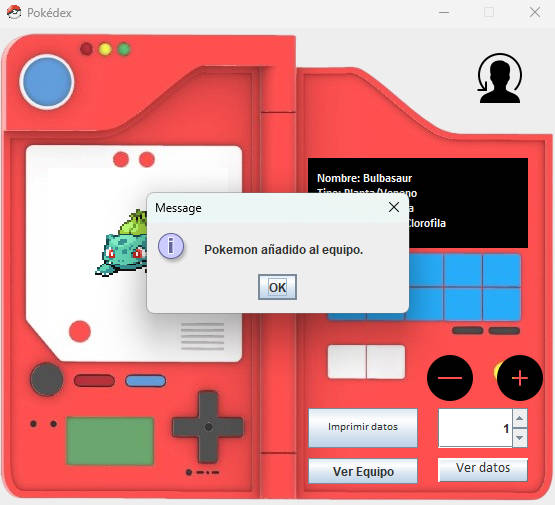 Pokédex
Nombre: Bulbasaur
Tipo: Planta/Veneno
Clorofila
Message
Pokemon añadido al equipo.
OK
Imprimir datos
1
Ver Equipo
Ver datos